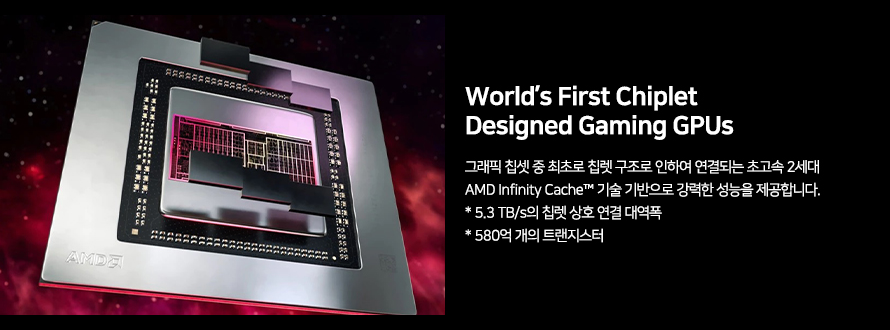 World's First Chiplet
Designed Gaming GPUs
그래픽 칩셋 중 최초로 칩렛 구조로 인하여 연결되는 초고속 2세대
AMD Infinity Cache™ 기술 기반으로 강력한 성능을 제공합니다.
* 5.3 TB/s의 칩렛 상호 연결 대역폭
* 580억 개의 트랜지스터
AMD